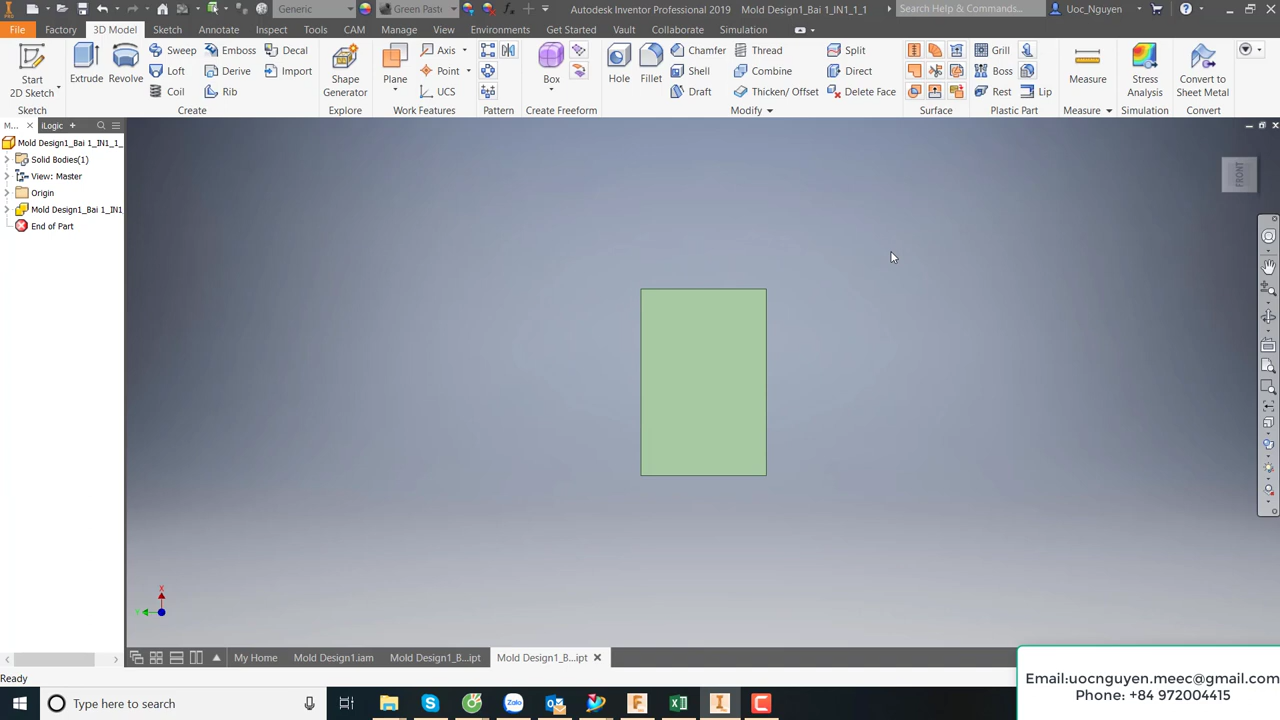 Generic
Green Paste
Autodesk Inventor Professional 2019
Mold Design1_Bai 1_IN1_1_1
Search Help & Commands...
Uoc_Nguyen
PRO
File
Factory
3D Model
Sketch
Annotate
Inspect
Tools
CAM
Manage
View
Environments
Get Started
Vault
Collaborate
Simulation
Start
2D Sketch
Sketch
Extrude
Revolve
Sweep
Loft
Coil
Emboss
Derive
Rib
Decal
Import
Create
Shape
Generator
Explore
Plane
Axis
Point
UCS
Work Features
Pattern
Box
Create Freeform
Hole
Fillet
Chamfer
Shell
Draft
Thread
Combine
Thicken/ Offset
Split
Direct
Delete Face
Modify
Surface
Grill
Boss
Rest
Lip
Plastic Part
Measure
Measure
Stress
Analysis
Simulation
Convert to
Sheet Metal
Convert
M...
iLogic
Mold Design1_Bai 1_IN1_1_
Solid Bodies(1)
View: Master
Origin
Mold Design1_Bai 1_IN1
End of Part
FRONT
X
Y
My Home
Mold Design1.iam
Mold Design1_B...ipt
Mold Design1_B...ipt
Ready
Email:uocnguyen.meec@gmail.com
Phone: +84 972004415
Type here to search
Zalo